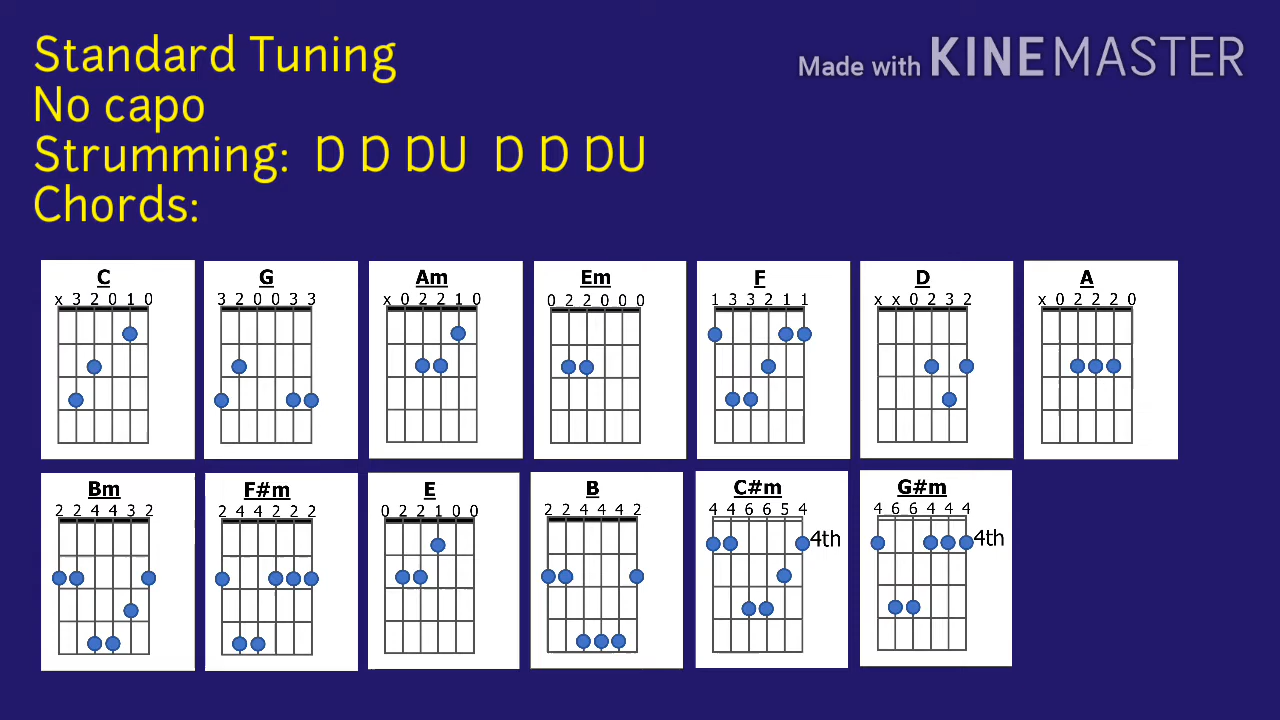 Standard Tuning
Made with KINEMASTER
No capo
Strumming: D D DU D D DU
Chords:
C G Am Em F D A
x 3 2 0 1 0 3 2 0 0 3 3 x 0 2 2 1 0 0 2 2 0 0 0 1 3 3 2 1 1 x x 0 2 3 2 x 0 2 2 2 0
Bm F#m E B C#m G#m
2 2 4 4 3 2 2 4 4 2 2 2 0 2 2 1 0 0 2 2 4 4 4 2 4 4 6 6 5 4 4 6 6 4 4 4
4th 4th